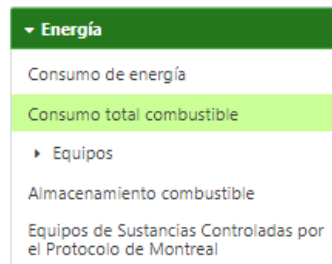 Energía
Consumo de energía
Consumo total combustible
Equipos
Almacenamiento combustible
Equipos de Sustancias Controladas por
el Protocolo de Montreal